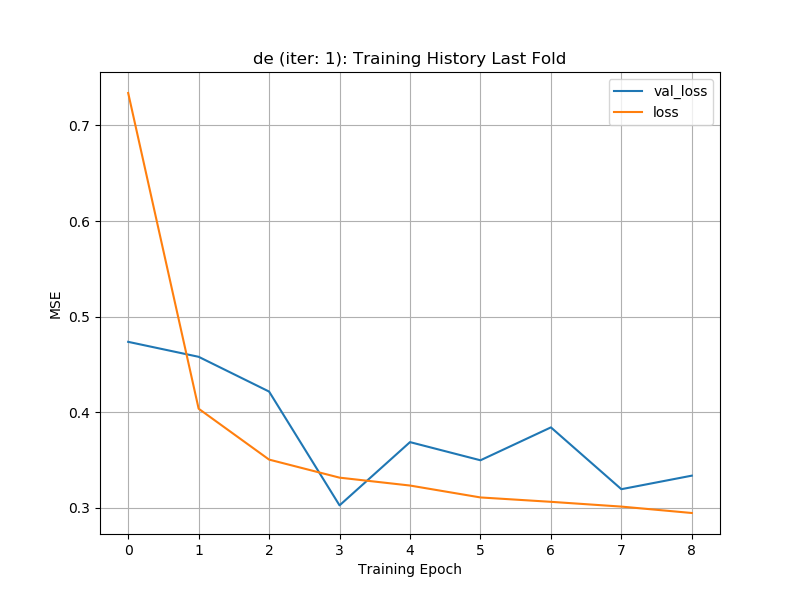 de (iter: 1): Training History Last Fold
val_loss
loss
MSE
0.7
0.6
0.5
0.4
0.3
0 1 2 3 4 5 6 7 8
Training Epoch